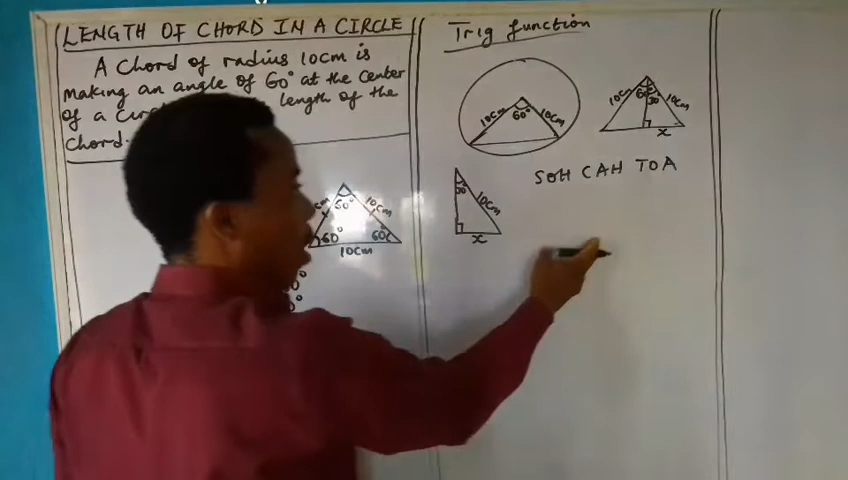 LENGTH OF CHORD IN A CIRCLE
A Chord of radius 10cm is
making an angle of 60° at the center
of a length of the
chord.
cm 10cm
60°
60° 60°
10cm
Trig function
10cm 10cm
60°
10cm 10cm
60° 30
x
30 10cm
x
SOH CAH TOA